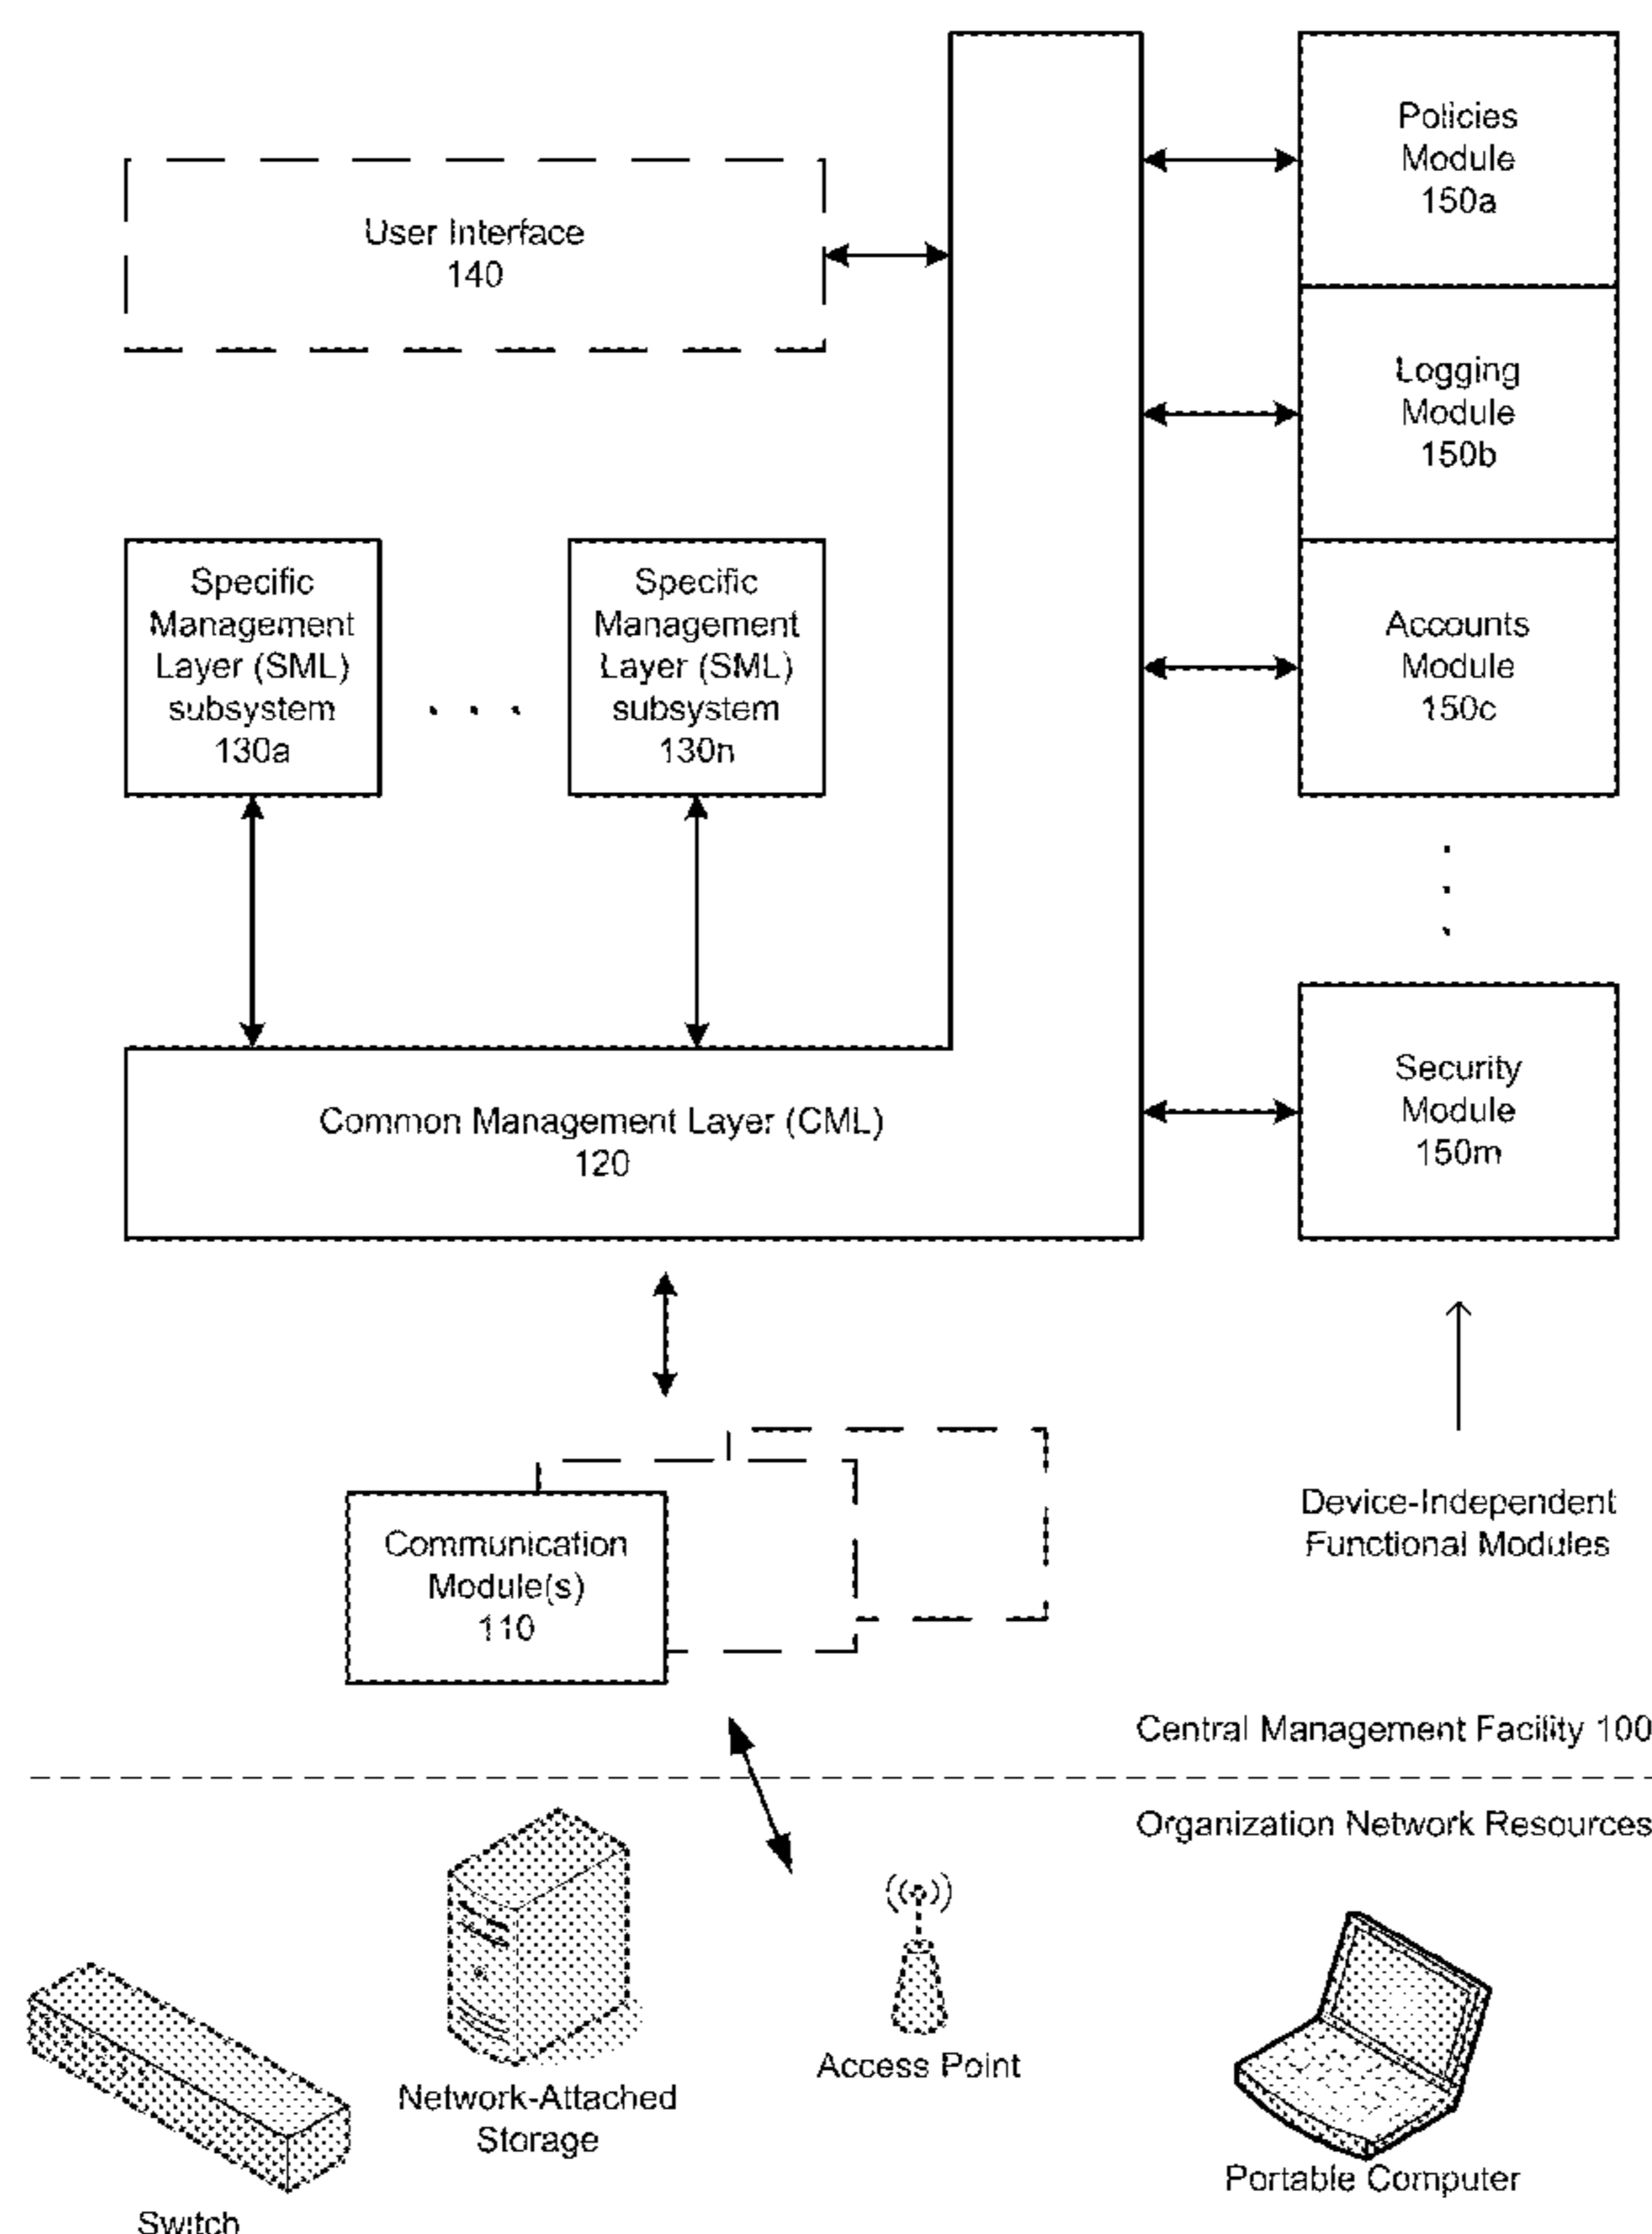 Policies
Module
150a
User Interface
140
Logging
Module
150b
Specific
Management
Layer (SML)
subsystem
130a
. . .
Specific
Management
Layer (SML)
subsystem
130n
Accounts
Module
150c
Security
Module
150m
Common Management Layer (CML)
120
Device-Independent
Functional Modules
Communication
Module(s)
110
Central Management Facility 100
Organization Network Resources
Access Point
Network-Attached
Storage
Portable Computer
Switch